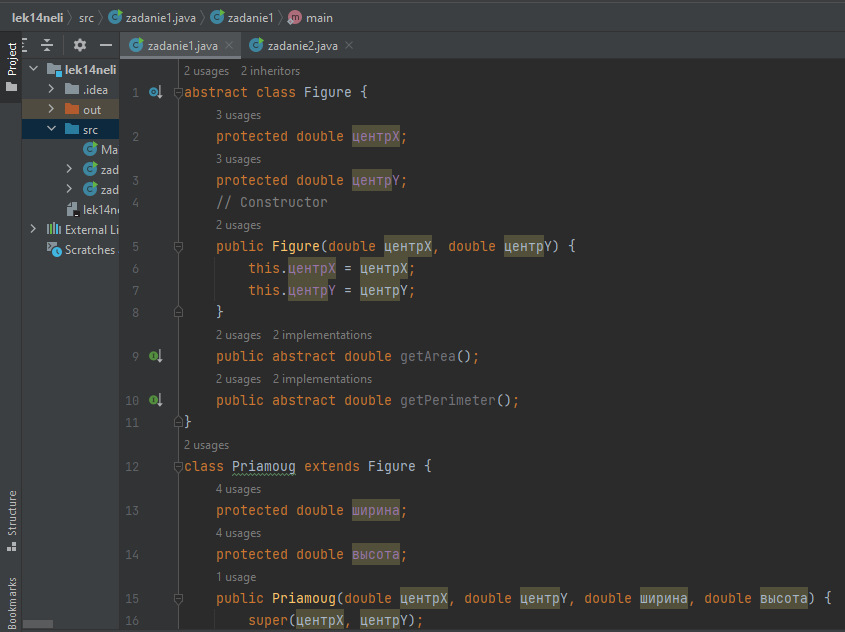 lek14neli src zadanie1.java zadanie1 main
Project
zadanie1.java zadanie2.java
lek14neli
.idea
out
src
Ma
zad
zad
lek14ne
External Li
Scratches
Structure
Bookmarks
2 usages 2 inheritors
1 abstract class Figure {
3 usages
2 protected double центрX;
3 usages
3 protected double центрY;
4 // Constructor
2 usages
5 public Figure(double центрX, double центрY) {
6 this.центрX = центрX;
7 this.центрY = центрY;
8 }
2 usages 2 implementations
9 public abstract double getArea();
2 usages 2 implementations
10 public abstract double getPerimeter();
11 }
2 usages
12 class Priamoug extends Figure {
4 usages
13 protected double ширина;
4 usages
14 protected double высота;
1 usage
15 public Priamoug(double центрX, double центрY, double ширина, double высота) {
16 super(центрX, центрY);